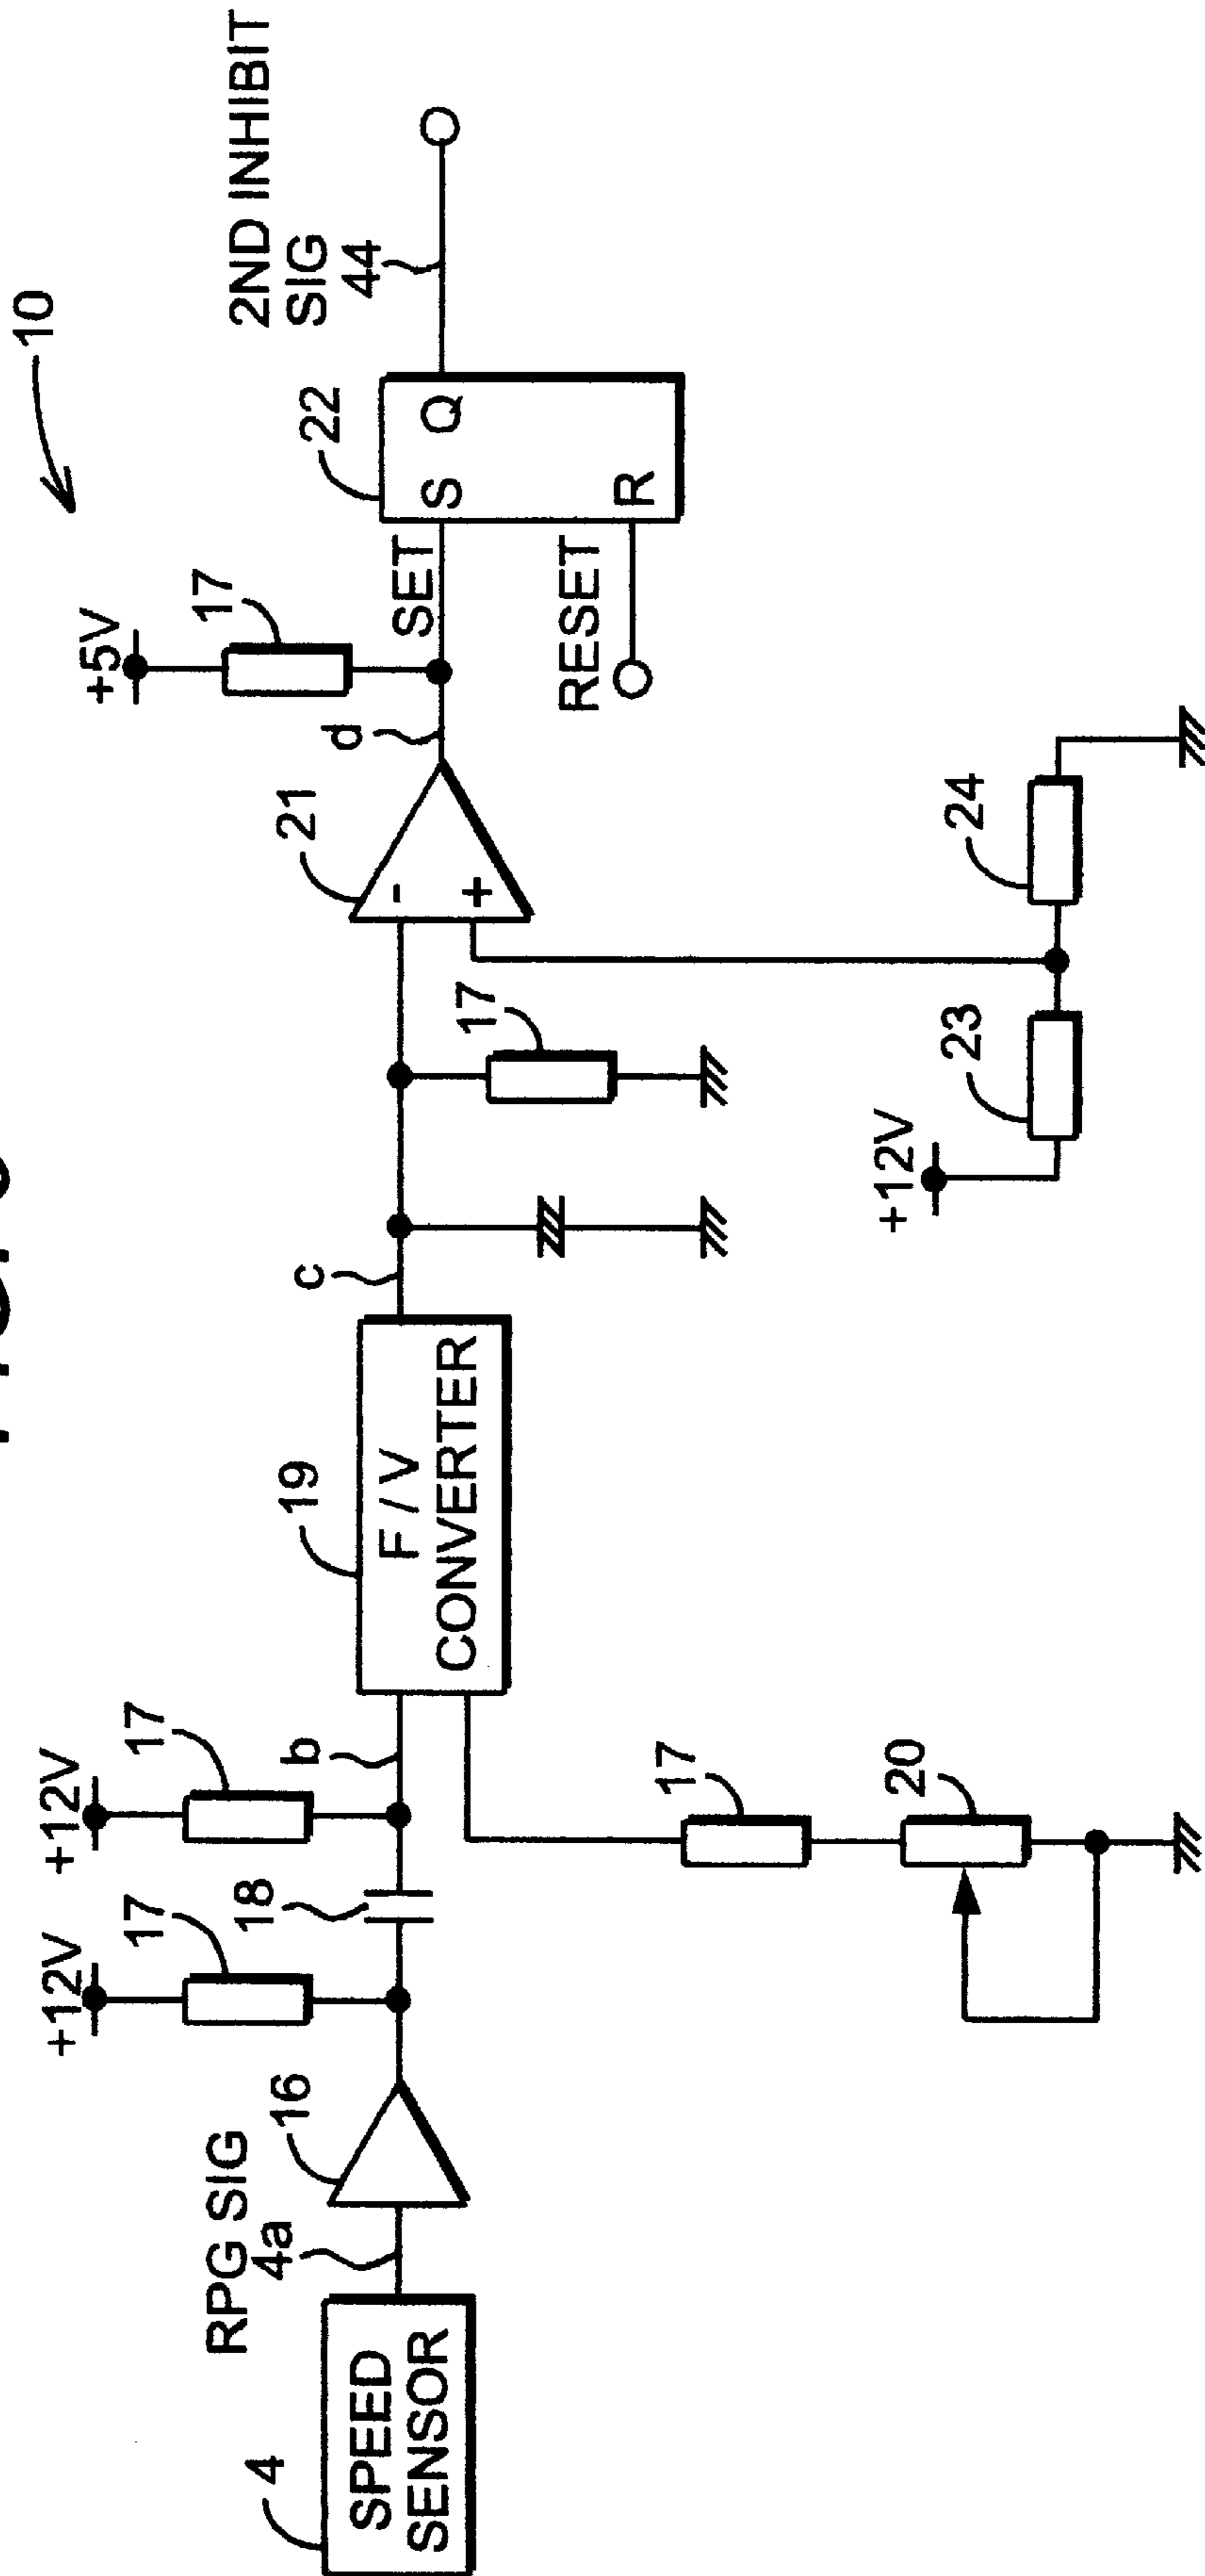 10
+12V
+12V
+5V
17
17
17
RPG SIG
4a
16
18
b
19
c
21
d
22
2ND INHIBIT
SIG
44
4
SPEED
SENSOR
F / V
CONVERTER
-
+
SET
S
Q
RESET
R
17
17
20
+12V
23
24